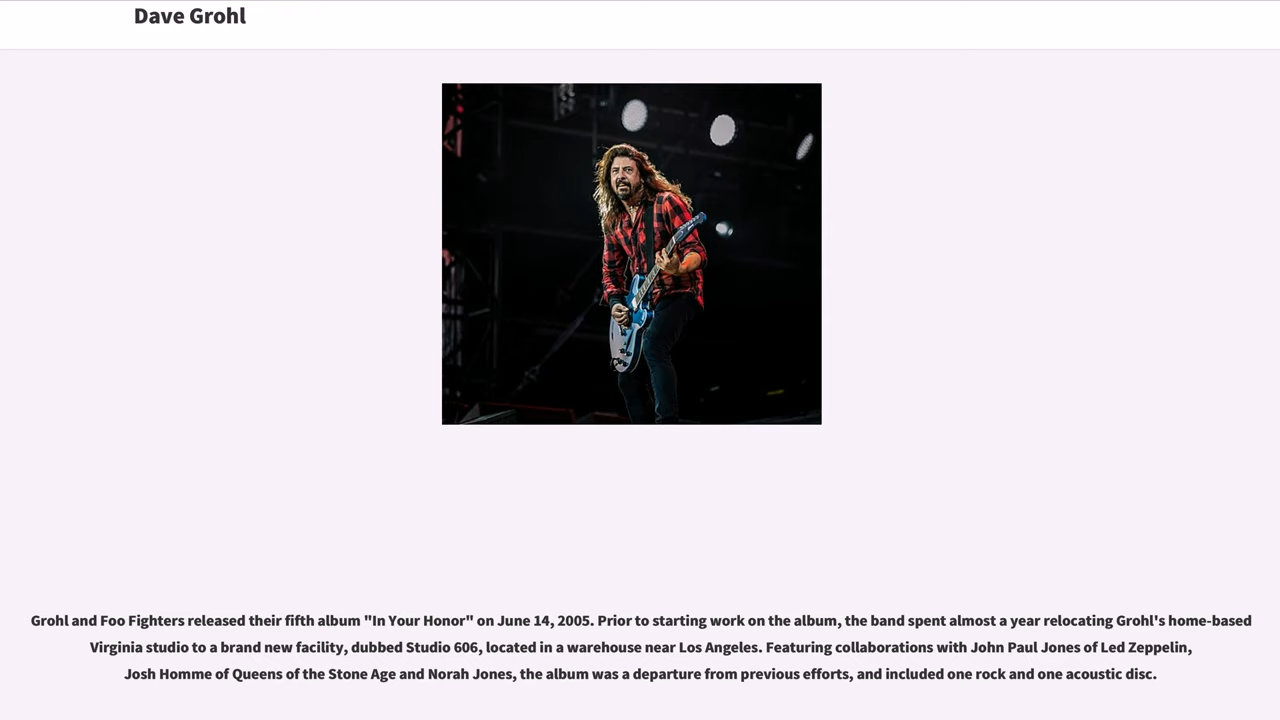 Dave Grohl
Grohl and Foo Fighters released their fifth album "In Your Honor" on June 14, 2005. Prior to starting work on the album, the band spent almost a year relocating Grohl's home-based
Virginia studio to a brand new facility, dubbed Studio 606, located in a warehouse near Los Angeles. Featuring collaborations with John Paul Jones of Led Zeppelin,
Josh Homme of Queens of the Stone Age and Norah Jones, the album was a departure from previous efforts, and included one rock and one acoustic disc.